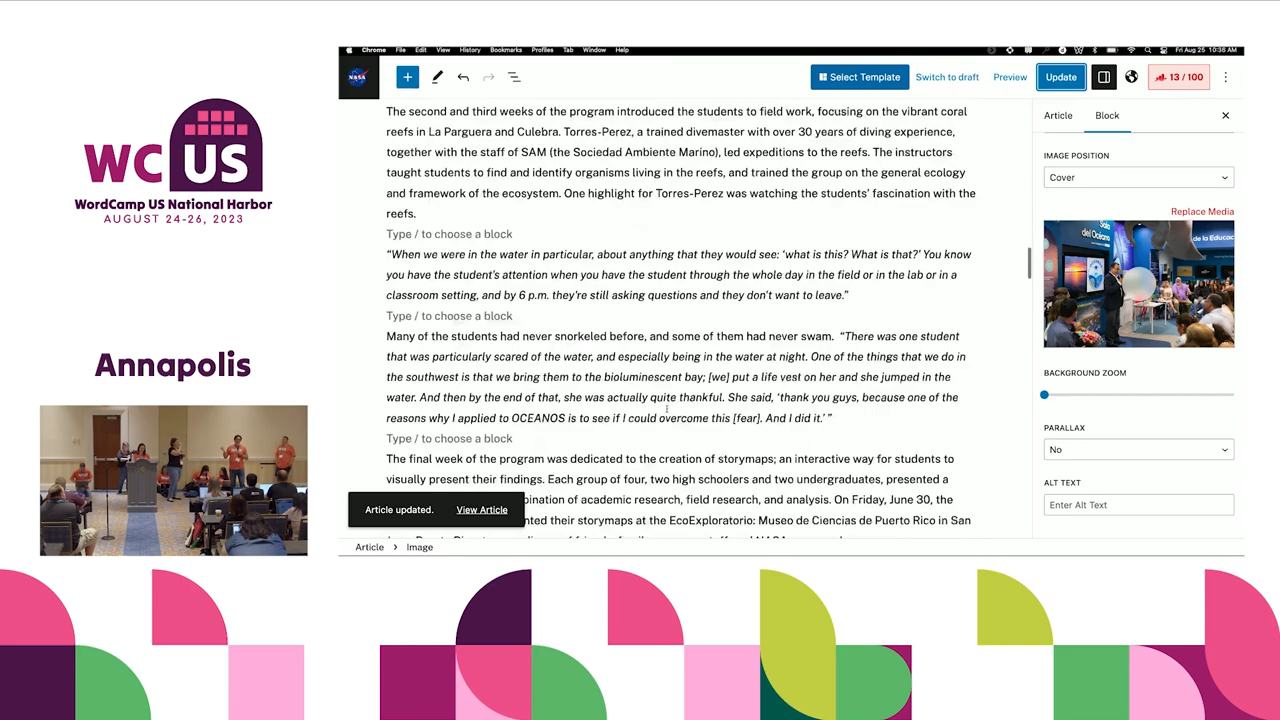 WC US
WordCamp US National Harbor
AUGUST 24-26, 2023
Annapolis
Chrome File Edit View History Bookmarks Profiles Tab Window Help
Fri Aug 25 10:36 AM
NASA
Select Template Switch to draft Preview Update 13 / 100
The second and third weeks of the program introduced the students to field work, focusing on the vibrant coral
reefs in La Parguera and Culebra. Torres-Perez, a trained divemaster with over 30 years of diving experience,
together with the staff of SAM (the Sociedad Ambiente Marino), led expeditions to the reefs. The instructors
taught students to find and identify organisms living in the reefs, and trained the group on the general ecology
and framework of the ecosystem. One highlight for Torres-Perez was watching the students' fascination with the
reefs.
Type / to choose a block
“When we were in the water in particular, about anything that they would see: ‘what is this? What is that?’ You know
you have the student's attention when you have the student through the whole day in the field or in the lab or in a
classroom setting, and by 6 p.m. they're still asking questions and they don't want to leave.”
Type / to choose a block
Many of the students had never snorkeled before, and some of them had never swam. “There was one student
that was particularly scared of the water, and especially being in the water at night. One of the things that we do in
the southwest is that we bring them to the bioluminescent bay; [we] put a life vest on her and she jumped in the
water. And then by the end of that, she was actually quite thankful. She said, ‘thank you guys, because one of the
reasons why I applied to OCEANOS is to see if I could overcome this [fear]. And I did it.’ ”
Type / to choose a block
The final week of the program was dedicated to the creation of storymaps; an interactive way for students to
visually present their findings. Each group of four, two high schoolers and two undergraduates, presented a
bination of academic research, field research, and analysis. On Friday, June 30, the
nted their storymaps at the EcoExploratorio: Museo de Ciencias de Puerto Rico in San
Article updated. View Article
Article > Image
Article Block
IMAGE POSITION
Cover
Replace Media
Sala
del Océano
de la Educac
BACKGROUND ZOOM
PARALLAX
No
ALT TEXT
Enter Alt Text